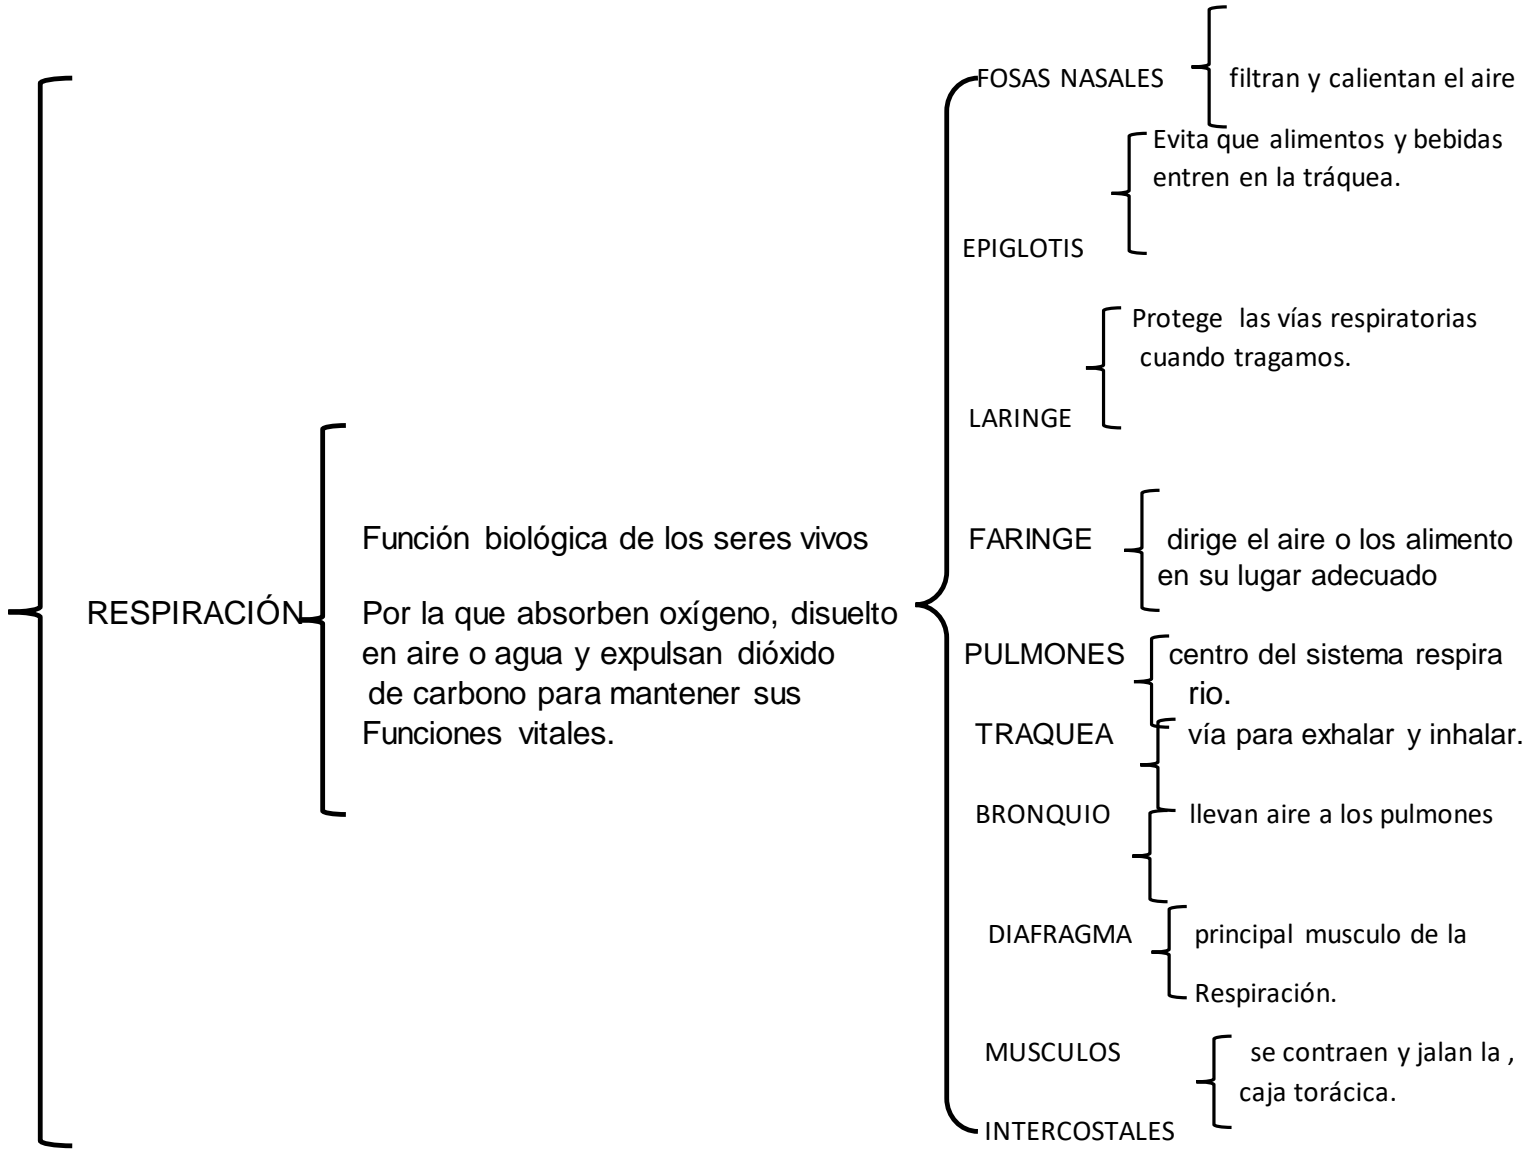 RESPIRACIÓN
Función biológica de los seres vivos
Por la que absorben oxígeno, disuelto
en aire o agua y expulsan dióxido
de carbono para mantener sus
Funciones vitales.
FOSAS NASALES
filtran y calientan el aire
EPIGLOTIS
Evita que alimentos y bebidas
entren en la tráquea.
LARINGE
Protege las vías respiratorias
cuando tragamos.
FARINGE
dirige el aire o los alimento
en su lugar adecuado
PULMONES
centro del sistema respira
rio.
TRAQUEA
vía para exhalar y inhalar.
BRONQUIO
llevan aire a los pulmones
DIAFRAGMA
principal musculo de la
Respiración.
MUSCULOS
INTERCOSTALES
se contraen y jalan la ,
caja torácica.